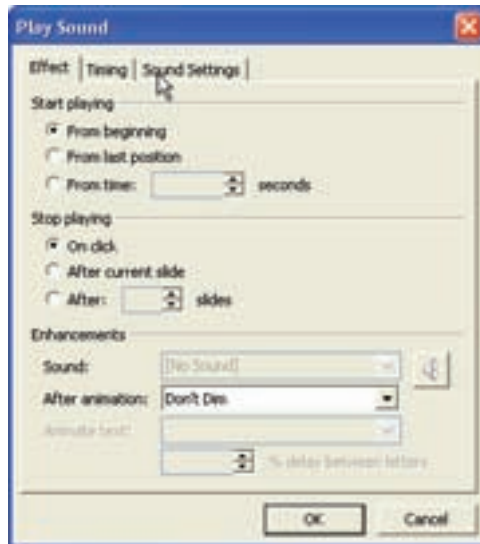 Play Sound
Effect Timing Sound Settings
Start playing
From beginning
From last position
From time: seconds
Stop playing
On click
After current slide
After: slides
Enhancements
Sound: [No Sound]
After animation: Don't Dim
Animate text:
% delay between letters
OK Cancel